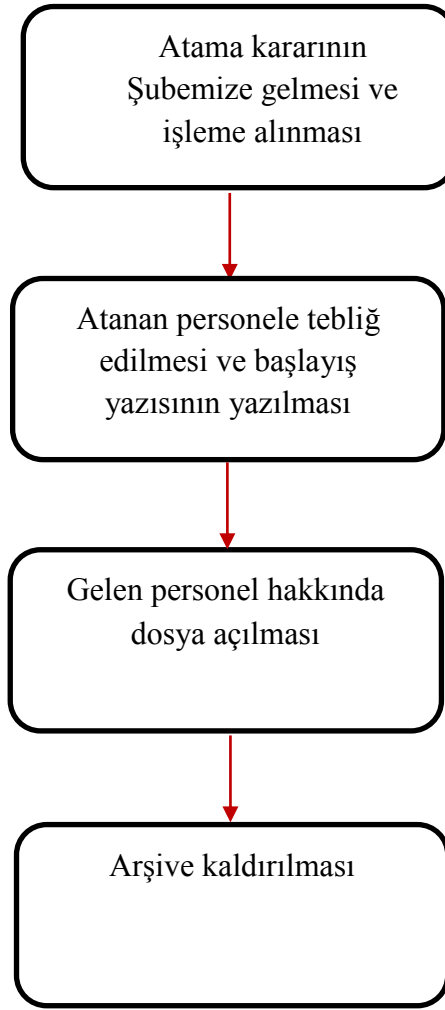 Atama kararının
Şubemize gelmesi ve
işleme alınması
Atanan personele tebliğ
edilmesi ve başlayış
yazısının yazılması
Gelen personel hakkında
dosya açılması
Arşive kaldırılması